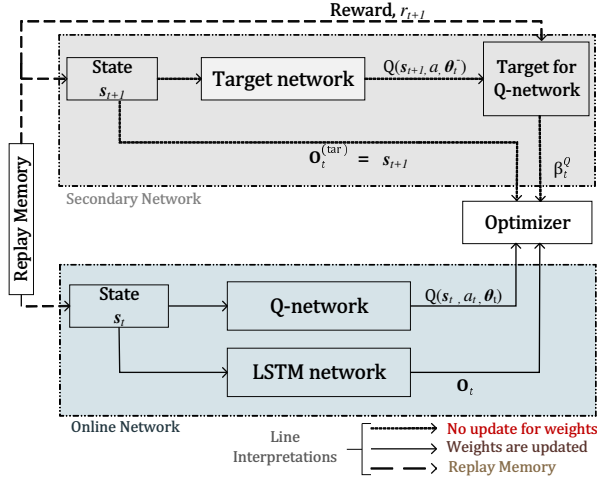 Reward, r_{t+1}
State
s_{t+1}
Target network
Q(s_{t+1}, a, θ_t^-)
Target for
Q-network
O_t^{(tar)} = s_{t+1}
β_t^Q
Secondary Network
Replay Memory
Optimizer
State
s_t
Q-network
Q(s_t, a_t, θ_t)
LSTM network
O_t
Online Network
Line
Interpretations
No update for weights
Weights are updated
Replay Memory